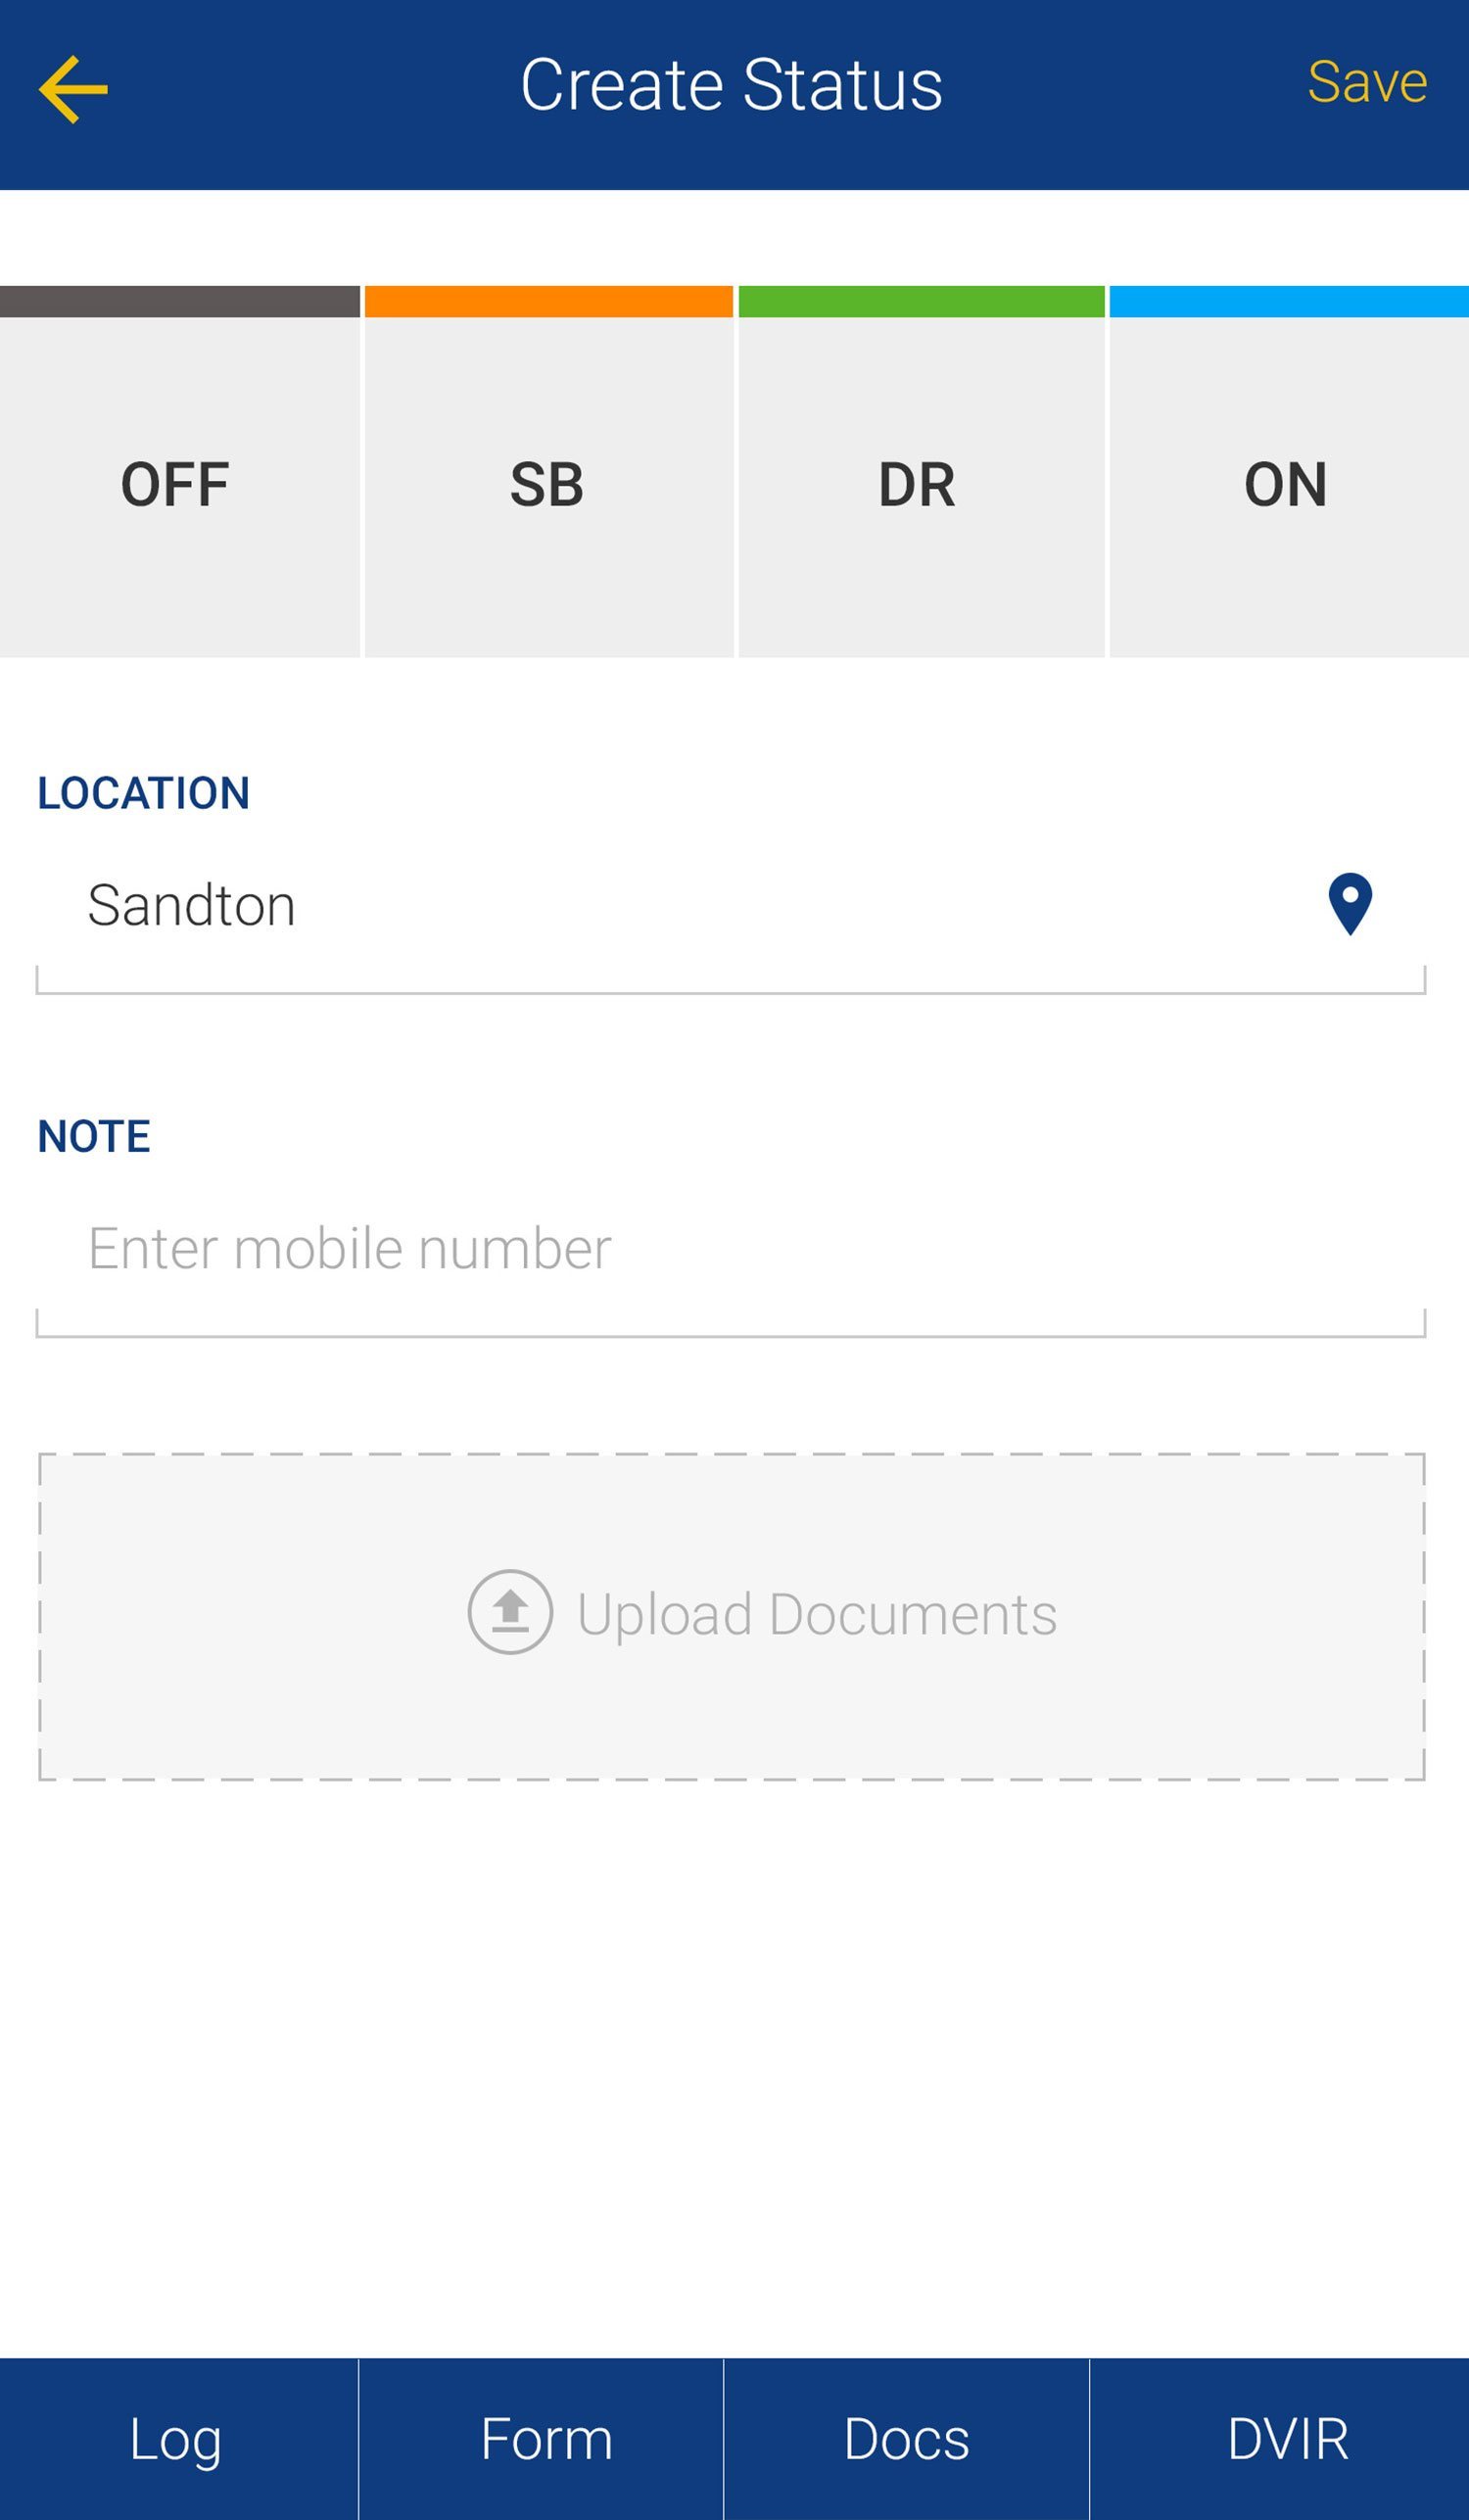 Create Status
Save
OFF
SB
DR
ON
LOCATION
Sandton
NOTE
Enter mobile number
Upload Documents
Log
Form
Docs
DVIR